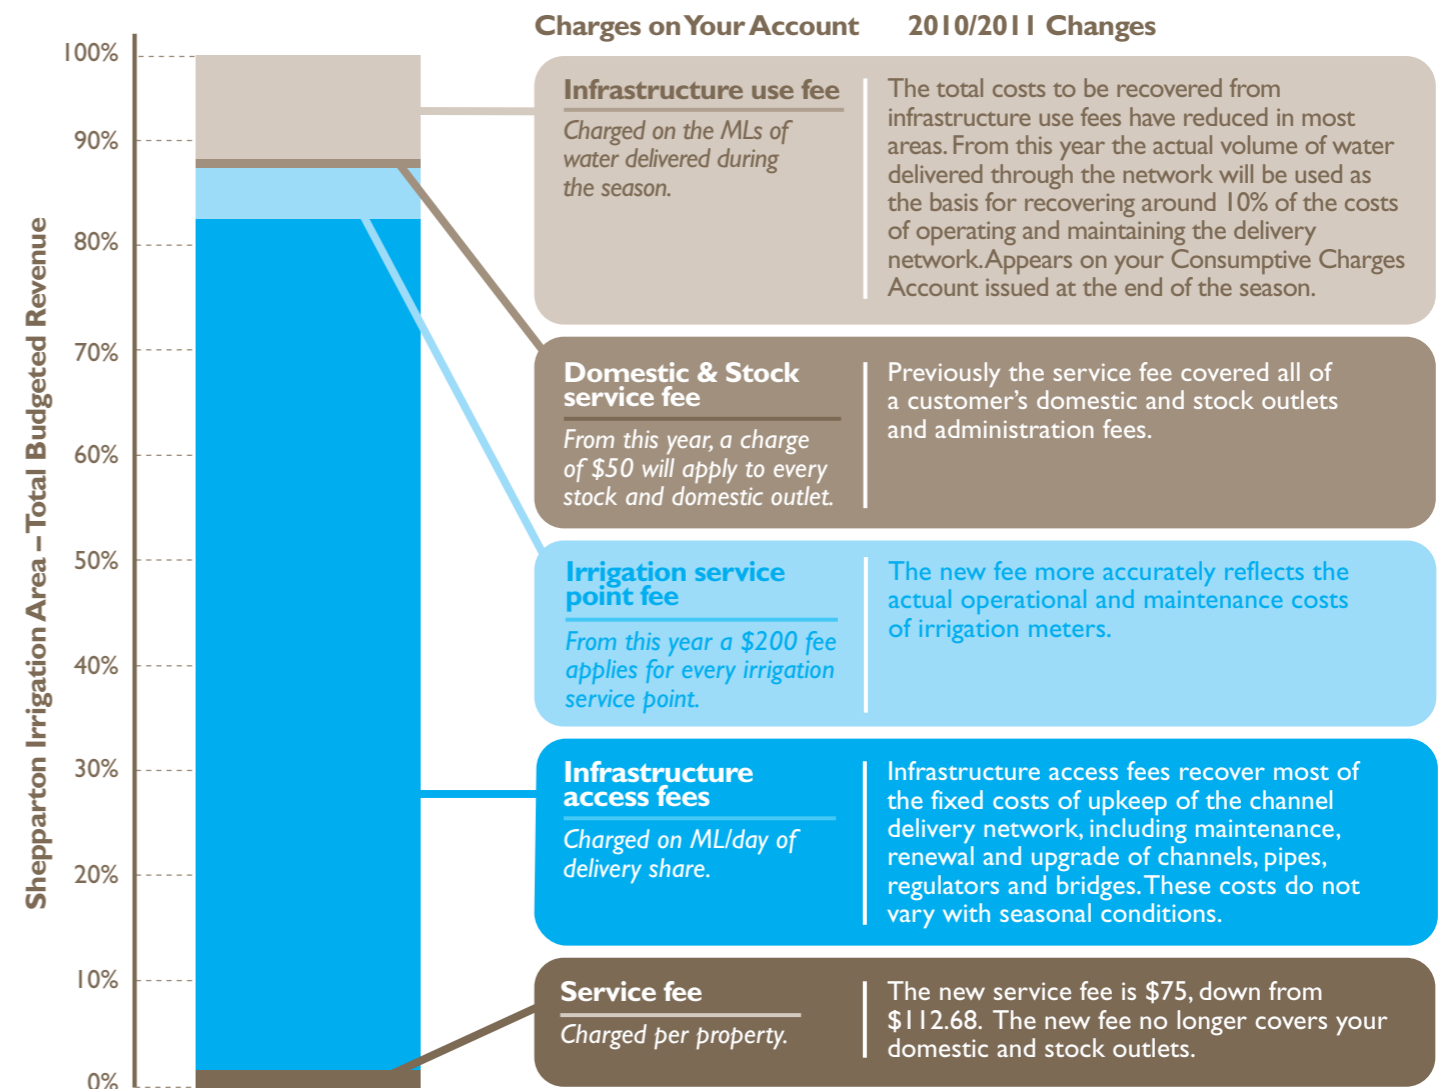 Charges on Your Account
2010/2011 Changes
Shepparton Irrigation Area – Total Budgeted Revenue
100%
90%
80%
70%
60%
50%
40%
30%
20%
10%
0%
Infrastructure use fee
Charged on the MLs of
water delivered during
the season.
The total costs to be recovered from
infrastructure use fees have reduced in most
areas. From this year the actual volume of water
delivered through the network will be used as
the basis for recovering around 10% of the costs
of operating and maintaining the delivery
network. Appears on your Consumptive Charges
Account issued at the end of the season.
Domestic & Stock
service fee
From this year, a charge
of $50 will apply to every
stock and domestic outlet.
Previously the service fee covered all of
a customer’s domestic and stock outlets
and administration fees.
Irrigation service
point fee
From this year a $200 fee
applies for every irrigation
service point.
The new fee more accurately reflects the
actual operational and maintenance costs
of irrigation meters.
Infrastructure
access fees
Charged on ML/day of
delivery share.
Infrastructure access fees recover most of
the fixed costs of upkeep of the channel
delivery network, including maintenance,
renewal and upgrade of channels, pipes,
regulators and bridges. These costs do not
vary with seasonal conditions.
Service fee
Charged per property.
The new service fee is $75, down from
$112.68. The new fee no longer covers your
domestic and stock outlets.